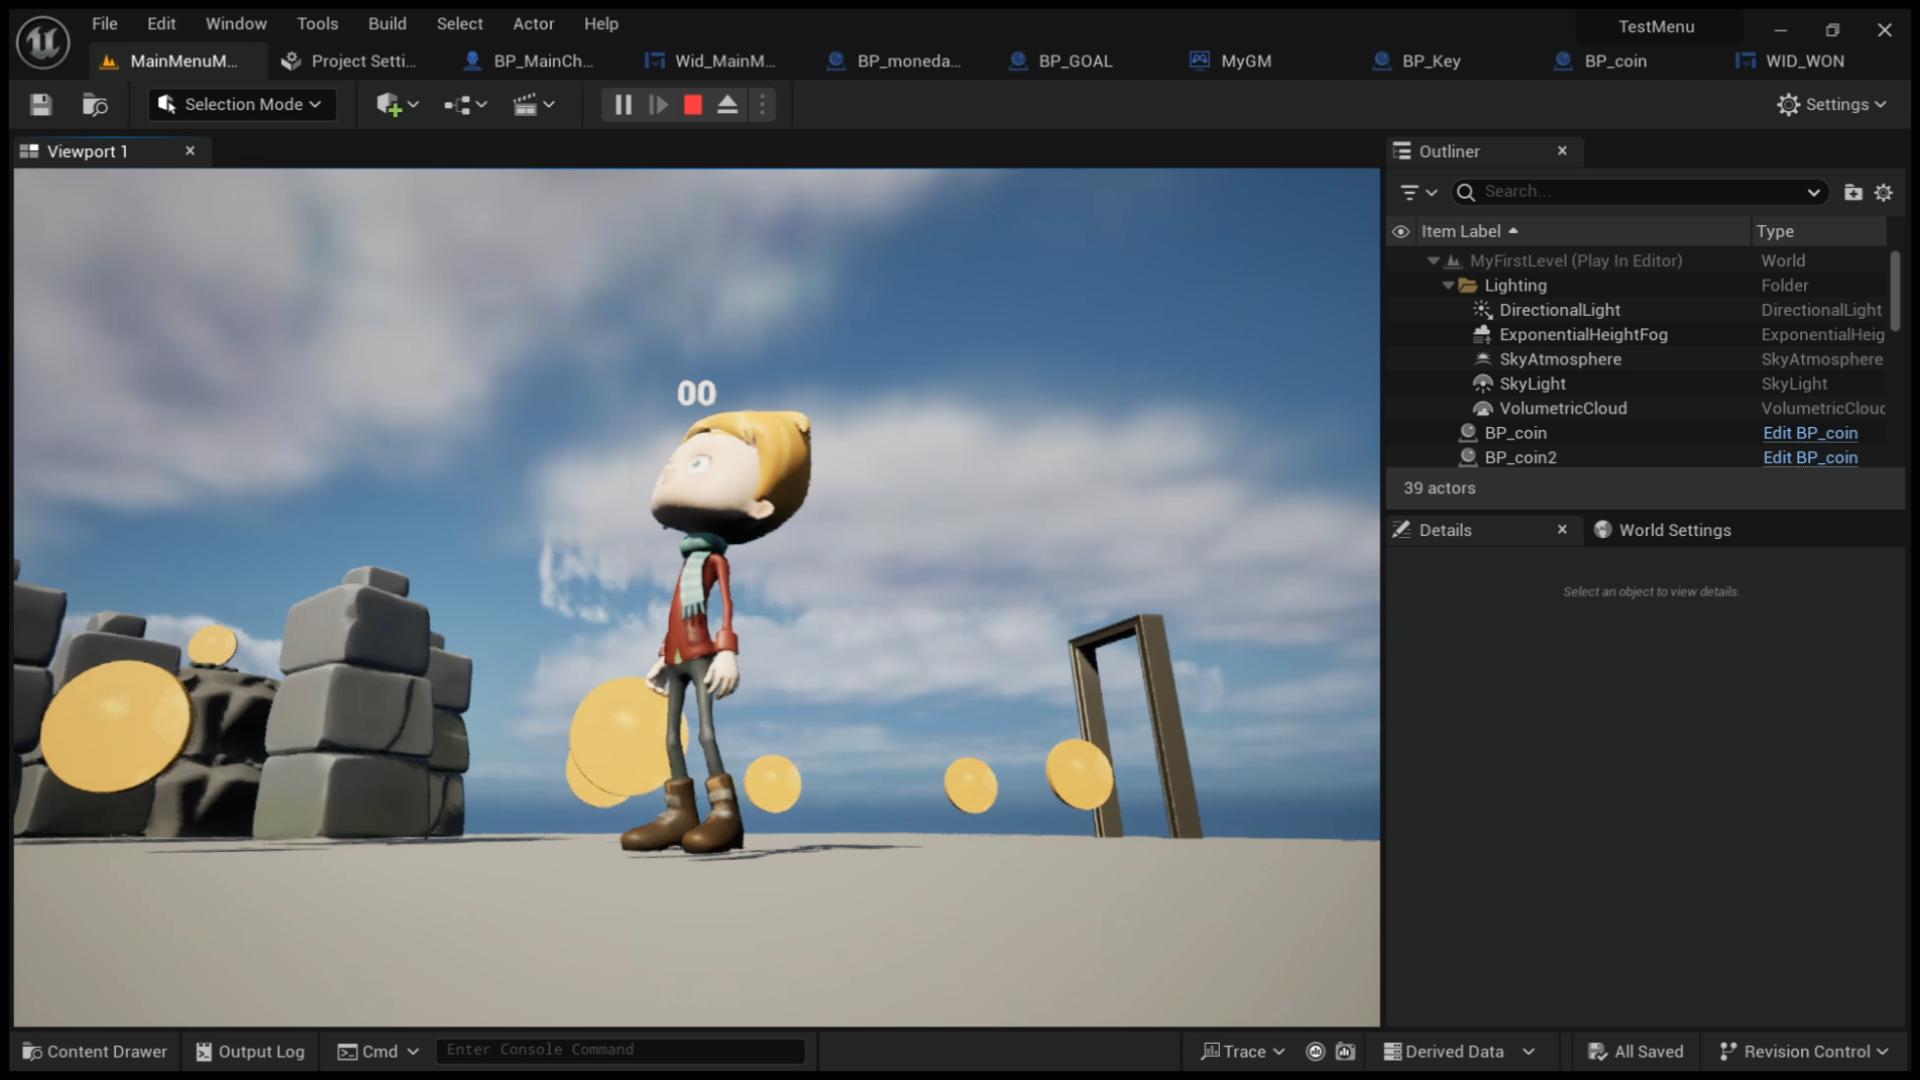 File Edit Window Tools Build Select Actor Help
TestMenu
MainMenuM... Project Setti... BP_MainCh... Wid_MainM... BP_moneda... BP_GOAL MyGM BP_Key BP_coin WID_WON
Selection Mode
Settings
Viewport 1
Outliner
Search...
Item Label Type
MyFirstLevel (Play In Editor) World
Lighting Folder
DirectionalLight DirectionalLight
ExponentialHeightFog ExponentialHeig
SkyAtmosphere SkyAtmosphere
SkyLight SkyLight
VolumetricCloud VolumetricCloud
BP_coin Edit BP_coin
BP_coin2 Edit BP_coin
39 actors
00
Details World Settings
Select an object to view details.
Content Drawer Output Log Cmd Enter Console Command Trace Derived Data All Saved Revision Control